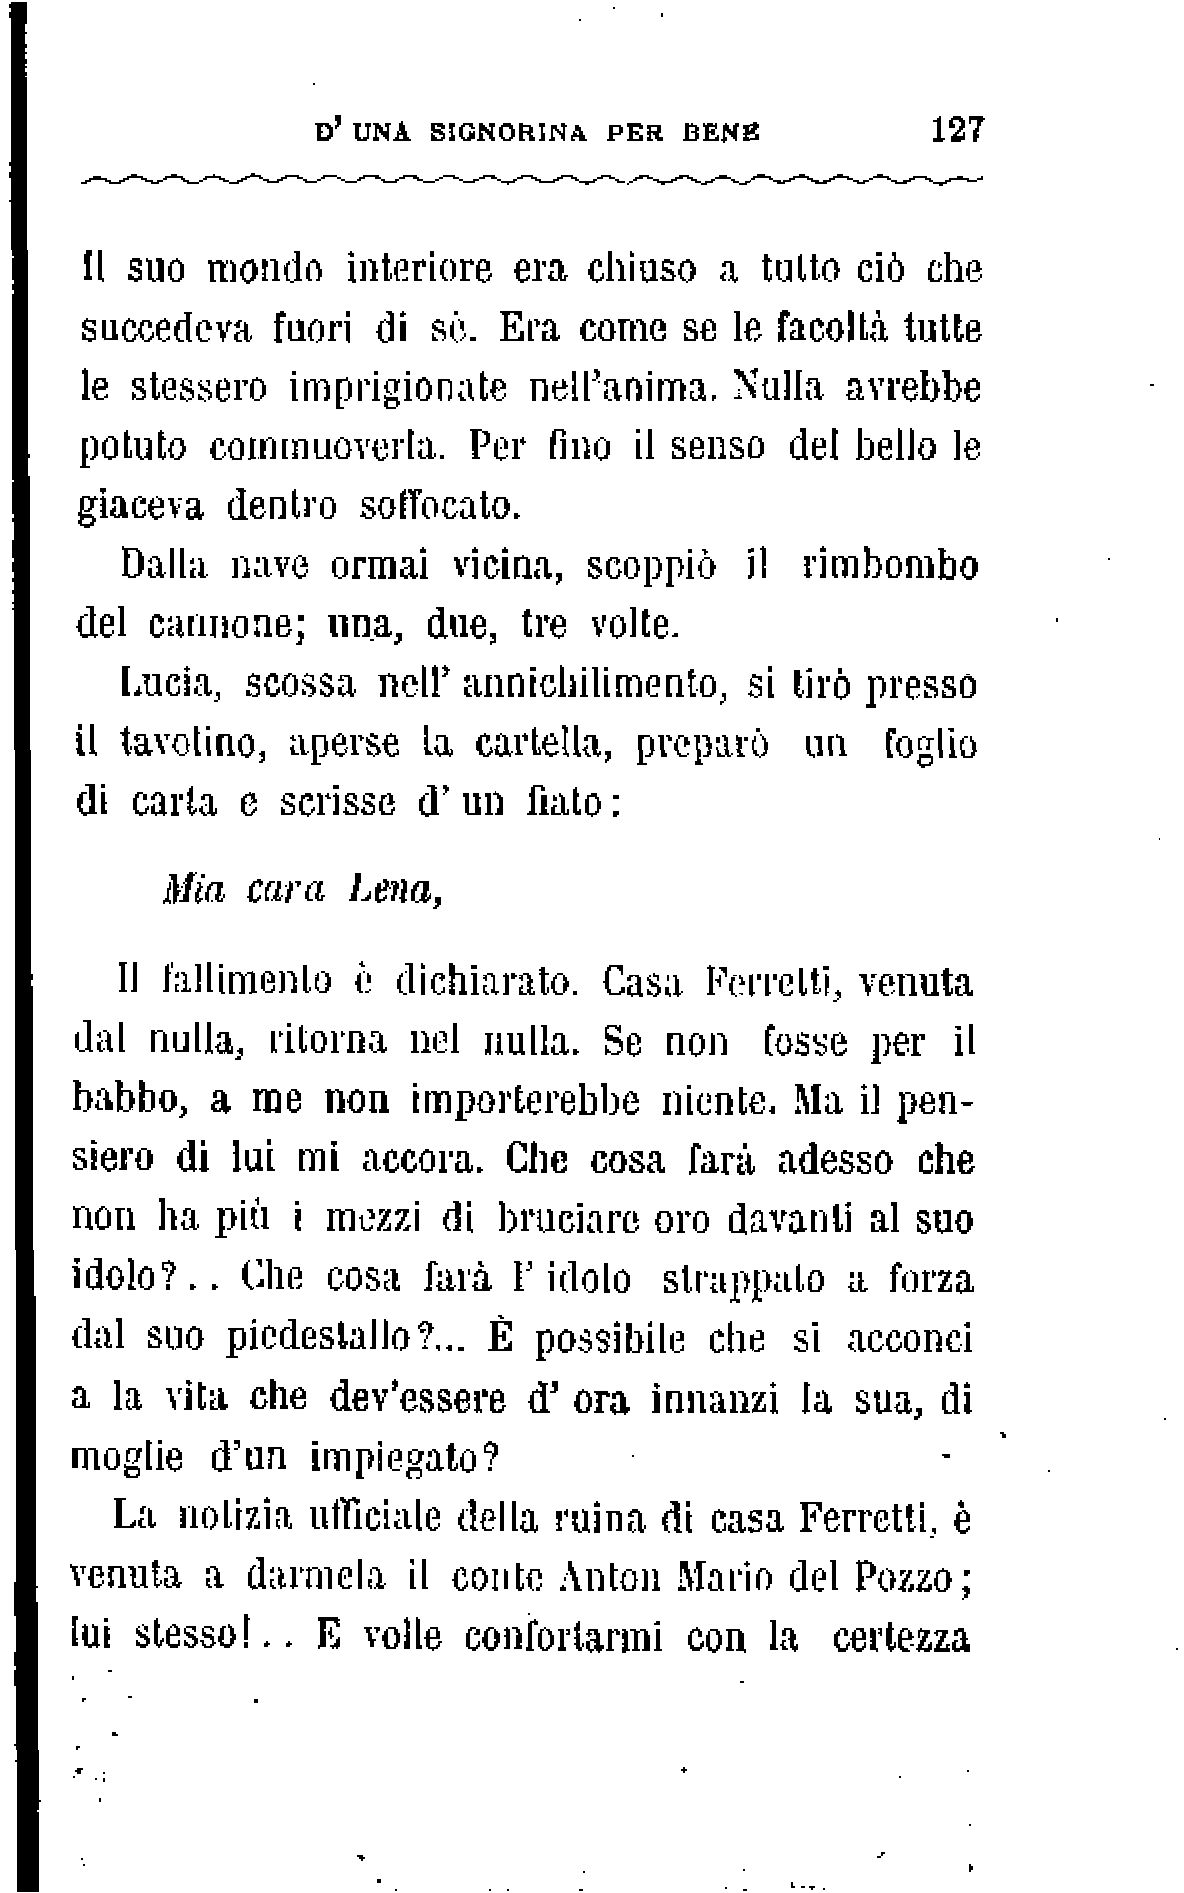 D' UNA SIGNORINA PER BENE 127
Il suo mondo interiore era chiuso a tutto ciò che
succedeva fuori di sè. Era come se le facoltà tutte
le stessero imprigionate nell'anima. Nulla avrebbe
potuto commuoverla. Per fino il senso del bello le
giaceva dentro soffocato.
Dalla nave ormai vicina, scoppiò il rimbombo
del cannone; una, due, tre volte.
Lucia, scossa nell' annichilimento, si tirò presso
il tavolino, aperse la cartella, preparò un foglio
di carta e scrisse d' un fiato:
Mia cara Lena,
Il fallimento è dichiarato. Casa Ferretti, venuta
dal nulla, ritorna nel nulla. Se non fosse per il
babbo, a me non importerebbe niente. Ma il pen-
siero di lui mi accora. Che cosa farà adesso che
non ha più i mezzi di bruciare oro davanti al suo
idolo?.. Che cosa farà l' idolo strappato a forza
dal suo piedestallo?... È possibile che si acconci
a la vita che dev'essere d' ora innanzi la sua, di
moglie d'un impiegato?
La notizia ufficiale della ruina di casa Ferretti, è
venuta a darmela il conte Anton Mario del Pozzo;
lui stesso!.. E volle confortarmi con la certezza